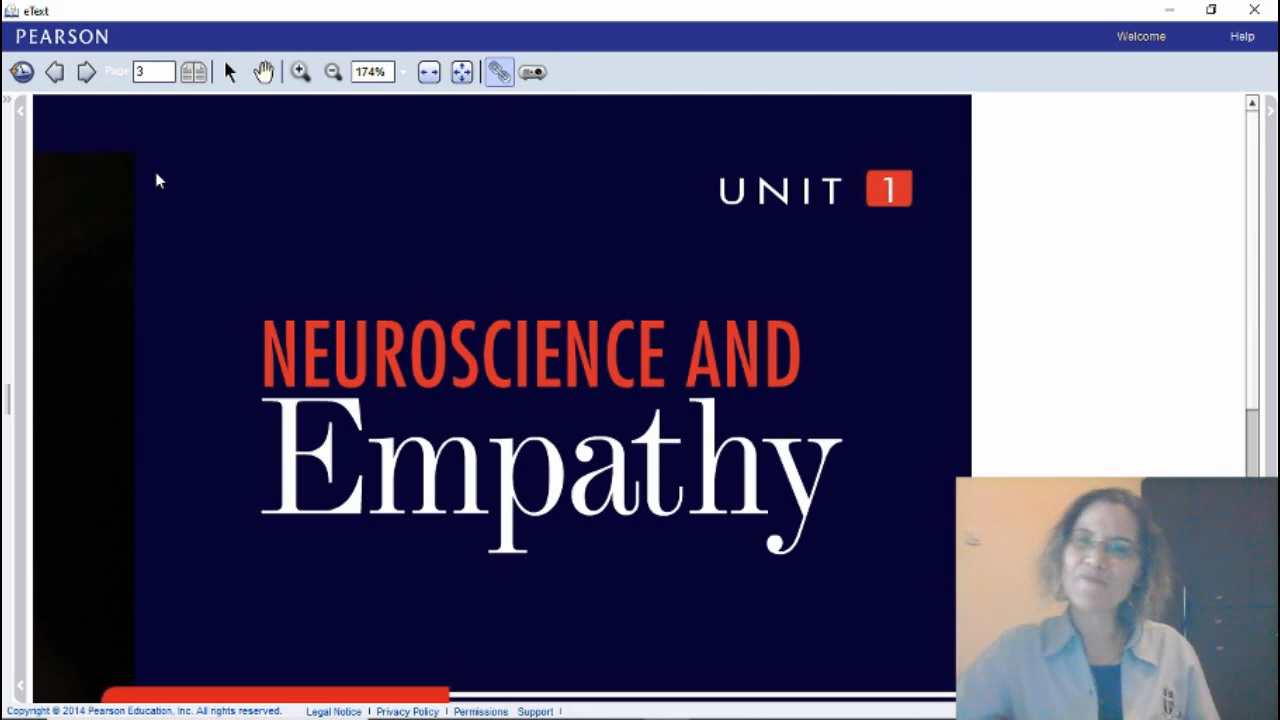 eText
PEARSON
Welcome
Help
Page
3
174%
UNIT 1
NEUROSCIENCE AND
Empathy
Copyright © 2014 Pearson Education, Inc. All rights reserved. Legal Notice | Privacy Policy | Permissions Support |